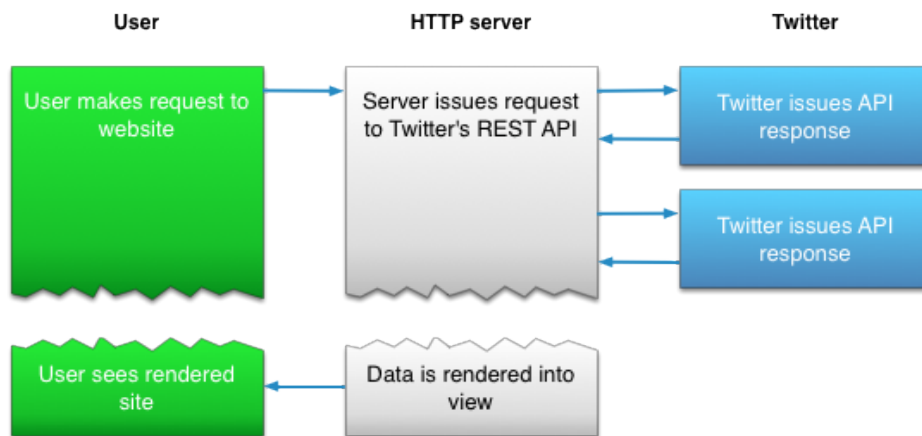 User
HTTP server
Twitter
User makes request to
website
Server issues request
to Twitter's REST API
Twitter issues API
response
Twitter issues API
response
User sees rendered
site
Data is rendered into
view